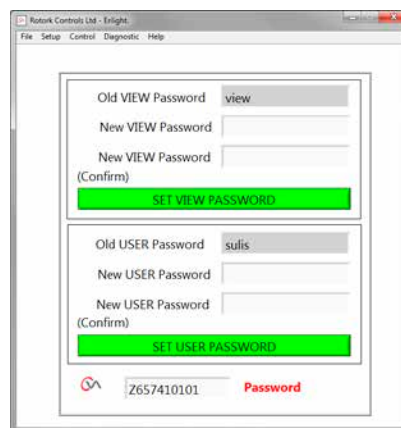 Rotork Controls Ltd - Enlight.
File Setup Control Diagnostic Help
Old VIEW Password view
New VIEW Password
New VIEW Password
(Confirm)
SET VIEW PASSWORD
Old USER Password sulis
New USER Password
New USER Password
(Confirm)
SET USER PASSWORD
Z657410101 Password